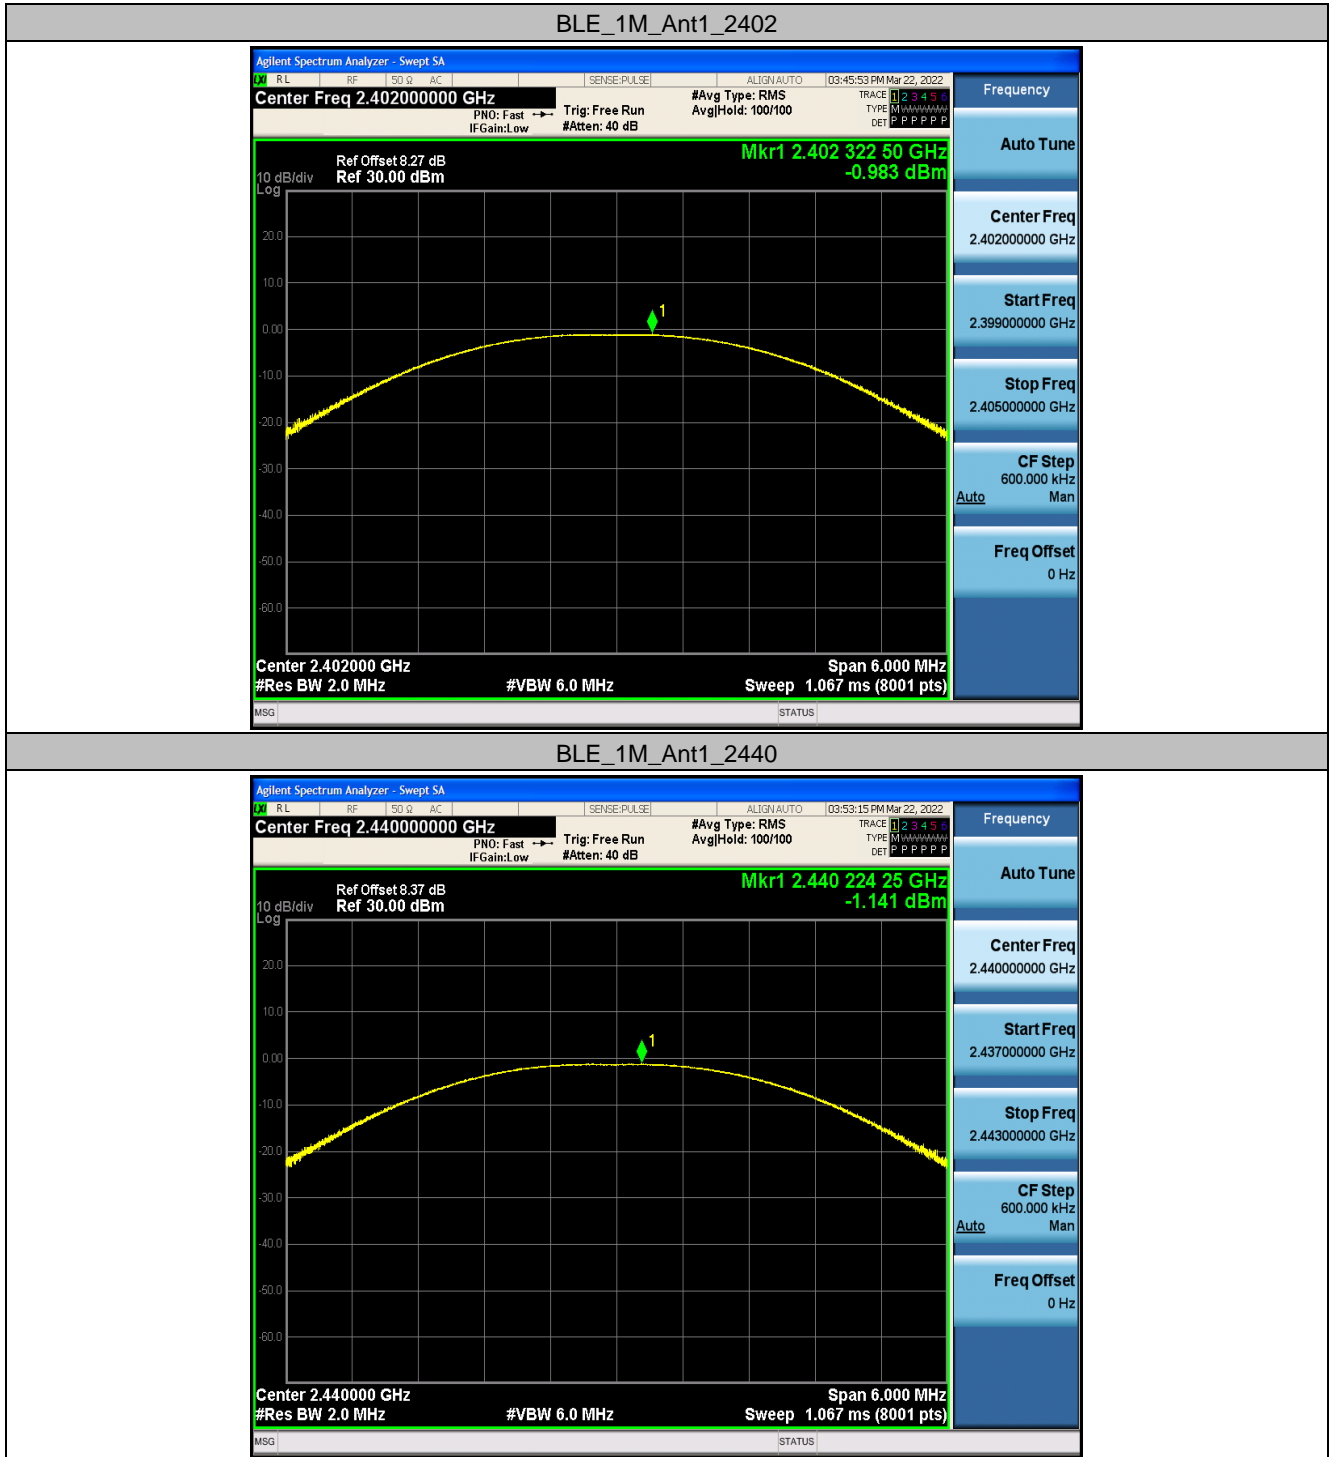 BLE_1M_Ant1_2402
Agilent Spectrum Analyzer - Swept SA
LXI RL RF 50 Ω AC SENSE:PULSE ALIGN AUTO 03:45:53 PM Mar 22, 2022
Center Freq 2.402000000 GHz
PNO: Fast
IFGain:Low
Trig: Free Run
#Atten: 40 dB
#Avg Type: RMS
Avg|Hold: 100/100
TRACE 1 2 3 4 5 6
TYPE M W W W W W
DET P P P P P P
Mkr1 2.402 322 50 GHz
-0.983 dBm
Ref Offset 8.27 dB
10 dB/div Ref 30.00 dBm
Log
20.0
10.0
0.00
-10.0
-20.0
-30.0
-40.0
-50.0
-60.0
1
Center 2.402000 GHz Span 6.000 MHz
#Res BW 2.0 MHz #VBW 6.0 MHz Sweep 1.067 ms (8001 pts)
MSG STATUS
Frequency
Auto Tune
Center Freq
2.402000000 GHz
Start Freq
2.399000000 GHz
Stop Freq
2.405000000 GHz
CF Step
600.000 kHz
Auto Man
Freq Offset
0 Hz
BLE_1M_Ant1_2440
Agilent Spectrum Analyzer - Swept SA
LXI RL RF 50 Ω AC SENSE:PULSE ALIGN AUTO 03:53:15 PM Mar 22, 2022
Center Freq 2.440000000 GHz
PNO: Fast
IFGain:Low
Trig: Free Run
#Atten: 40 dB
#Avg Type: RMS
Avg|Hold: 100/100
TRACE 1 2 3 4 5 6
TYPE M W W W W W
DET P P P P P P
Mkr1 2.440 224 25 GHz
-1.141 dBm
Ref Offset 8.37 dB
10 dB/div Ref 30.00 dBm
Log
20.0
10.0
0.00
-10.0
-20.0
-30.0
-40.0
-50.0
-60.0
1
Center 2.440000 GHz Span 6.000 MHz
#Res BW 2.0 MHz #VBW 6.0 MHz Sweep 1.067 ms (8001 pts)
MSG STATUS
Frequency
Auto Tune
Center Freq
2.440000000 GHz
Start Freq
2.437000000 GHz
Stop Freq
2.443000000 GHz
CF Step
600.000 kHz
Auto Man
Freq Offset
0 Hz